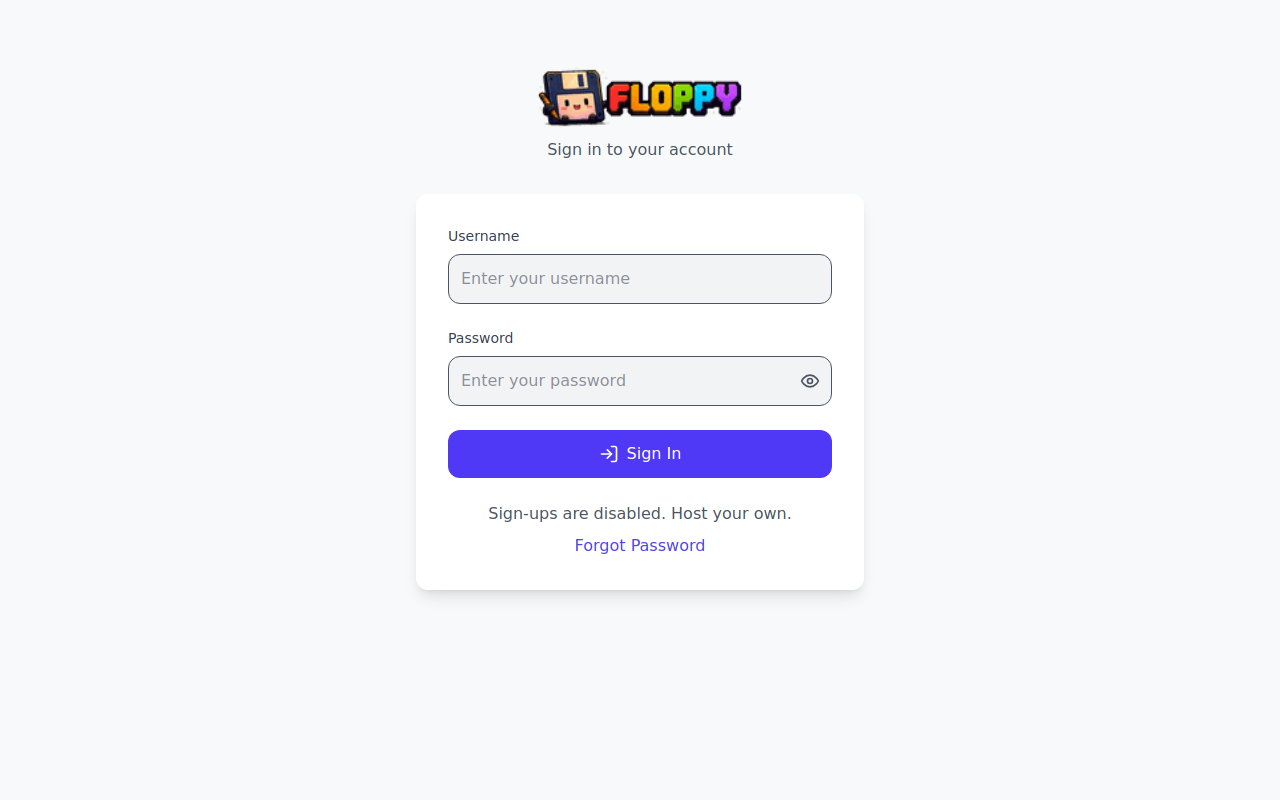 FLOPPY
Sign in to your account
Username
Enter your username
Password
Enter your password
Sign In
Sign-ups are disabled. Host your own.
Forgot Password